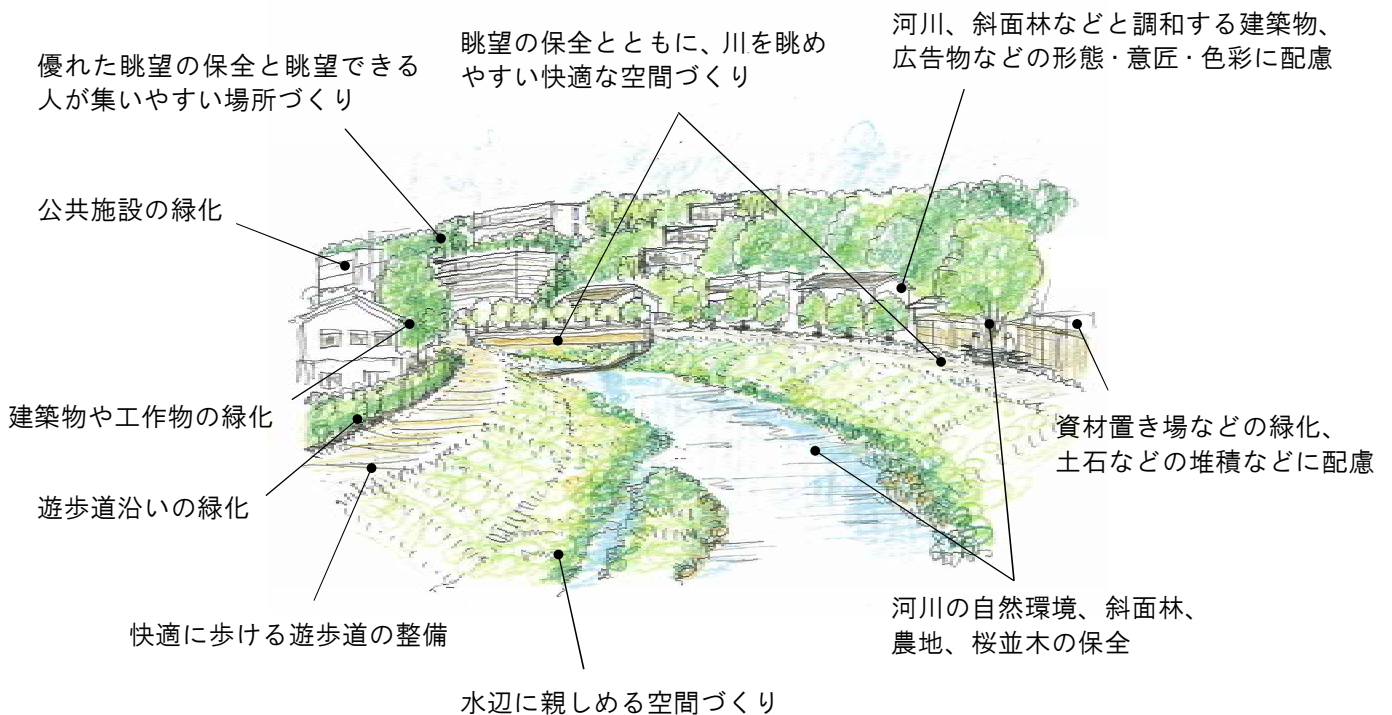 優れた眺望の保全と眺望できる
人が集いやすい場所づくり
眺望の保全とともに、川を眺め
やすい快適な空間づくり
河川、斜面林などと調和する建築物、
広告物などの形態・意匠・色彩に配慮
公共施設の緑化
建築物や工作物の緑化
遊歩道沿いの緑化
快適に歩ける遊歩道の整備
水辺に親しめる空間づくり
資材置き場などの緑化、
土石などの堆積などに配慮
河川の自然環境、斜面林、
農地、桜並木の保全